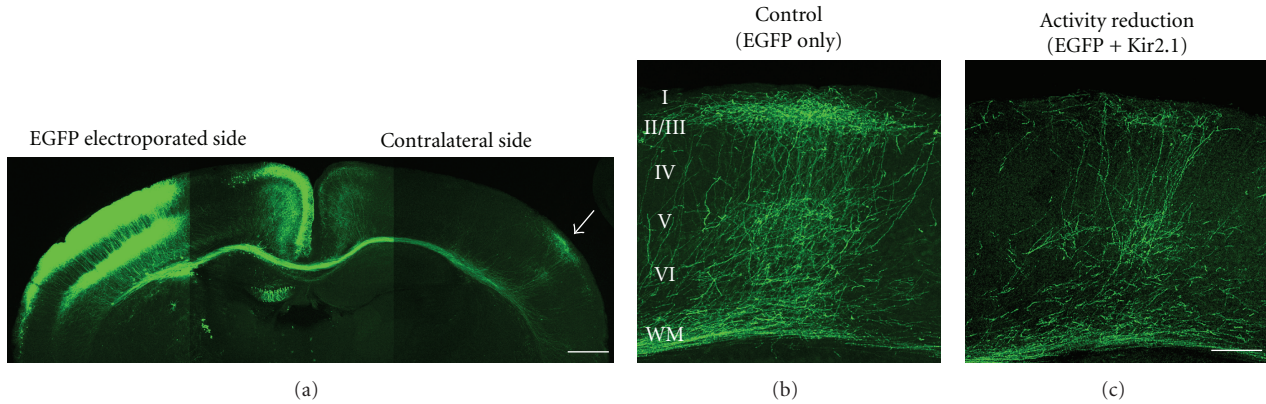 EGFP electroporated side
Contralateral side
(a)
Control
(EGFP only)
I
II/III
IV
V
VI
WM
(b)
Activity reduction
(EGFP + Kir2.1)
(c)